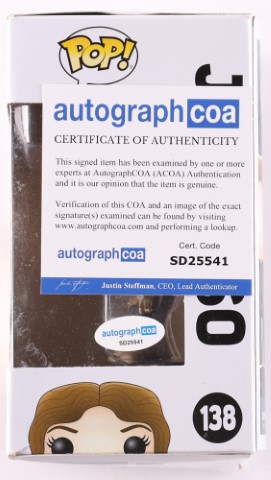 POP!
autographcoa
CERTIFICATE OF AUTHENTICITY
This signed item has been examined by one or more
experts at AutographCOA (ACOA) Authentication
and it is our opinion that the item is genuine.
Verification of this COA and an image of the exact
signature(s) examined can be found by visiting
www.autographcoa.com and performing a lookup.
autographcoa
Cert. Code
SD25541
Justin Steffman, CEO, Lead Authenticator
autographcoa
SD25541
138